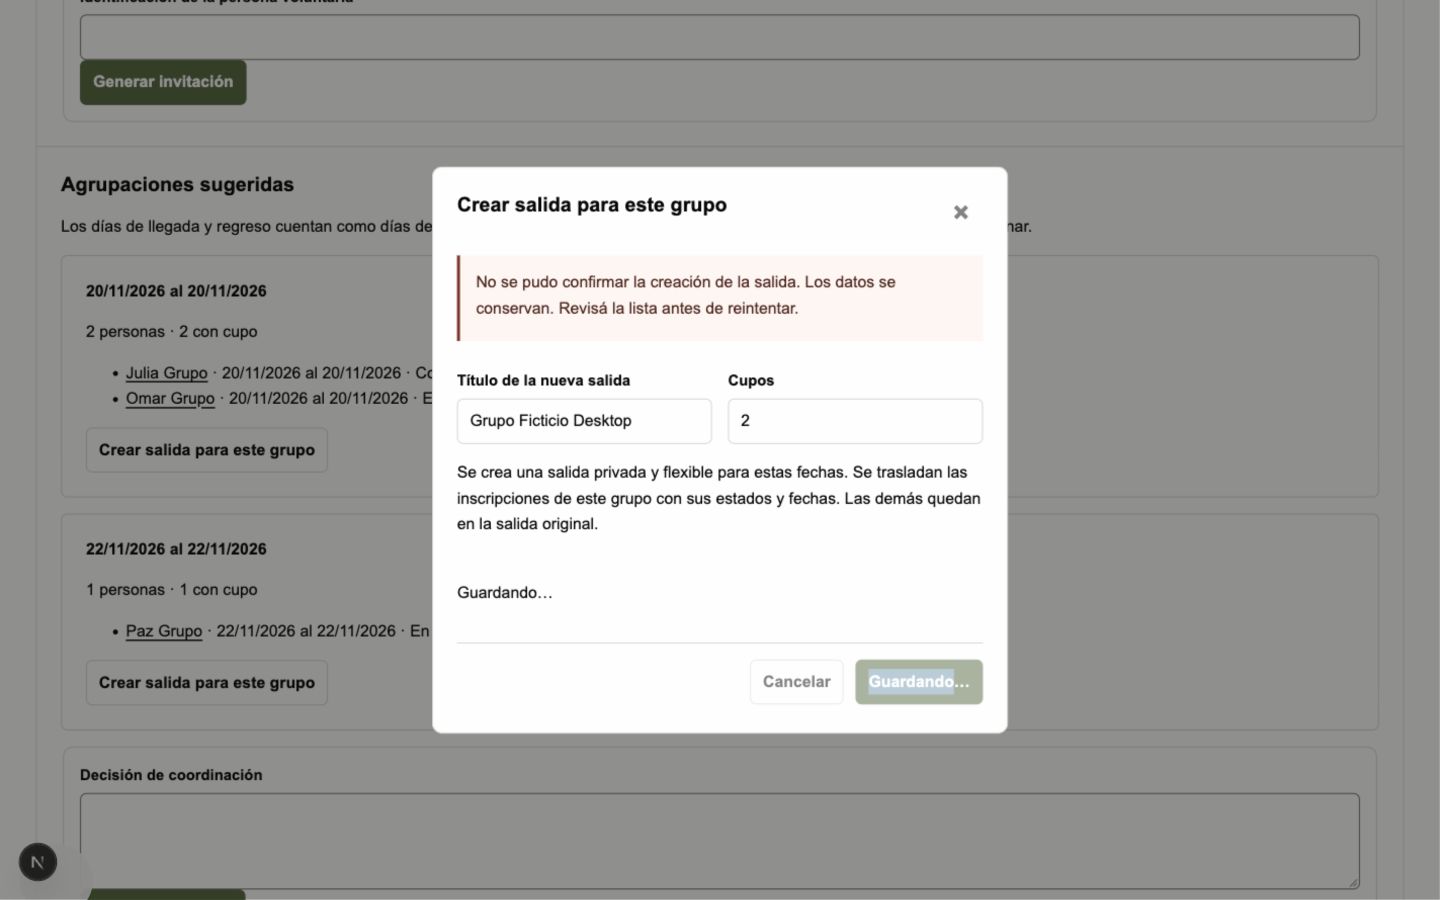 Identificación de la persona voluntaria
Generar invitación
Agrupaciones sugeridas
Los días de llegada y regreso cuentan como días de
nar.
20/11/2026 al 20/11/2026
2 personas · 2 con cupo
• Julia Grupo · 20/11/2026 al 20/11/2026 · Co
• Omar Grupo · 20/11/2026 al 20/11/2026 · E
Crear salida para este grupo
22/11/2026 al 22/11/2026
1 personas · 1 con cupo
• Paz Grupo · 22/11/2026 al 22/11/2026 · En
Crear salida para este grupo
Decisión de coordinación
N
Crear salida para este grupo
×
No se pudo confirmar la creación de la salida. Los datos se
conservan. Revisá la lista antes de reintentar.
Título de la nueva salida
Cupos
Grupo Ficticio Desktop
2
Se crea una salida privada y flexible para estas fechas. Se trasladan las
inscripciones de este grupo con sus estados y fechas. Las demás quedan
en la salida original.
Guardando…
Cancelar
Guardando…